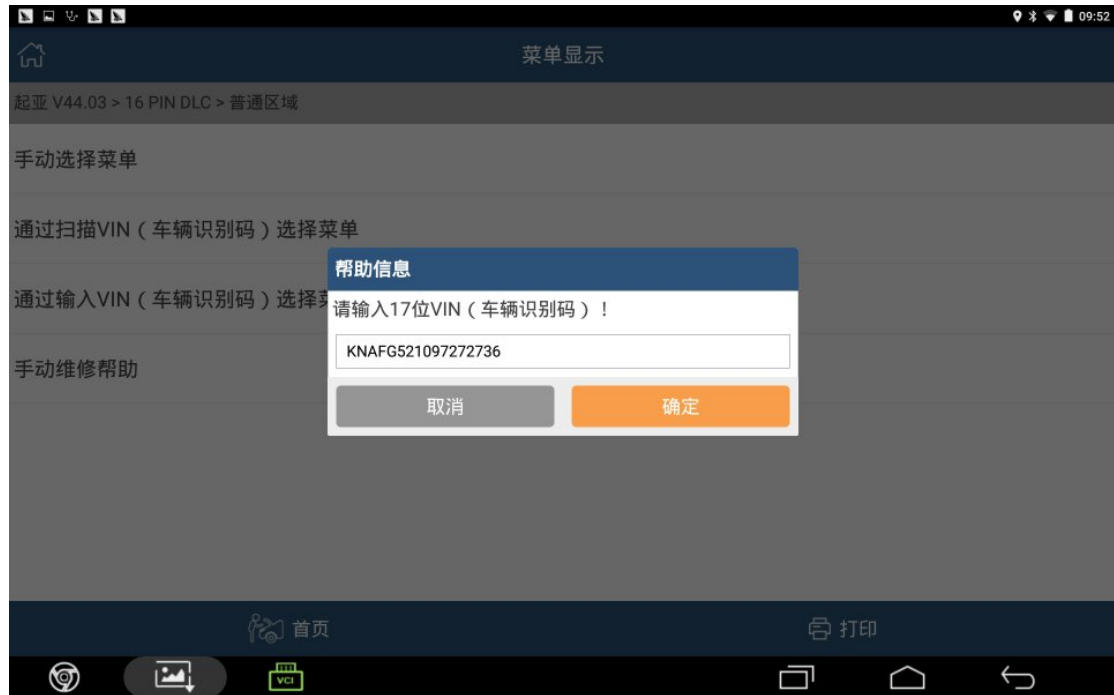 09:52
菜单显示
起亚 V44.03 > 16 PIN DLC > 普通区域
手动选择菜单
通过扫描VIN（车辆识别码）选择菜单
通过输入VIN（车辆识别码）选择
手动维修帮助
帮助信息
请输入17位VIN（车辆识别码）！
KNAFG521097272736
取消
确定
首页
打印
VCI